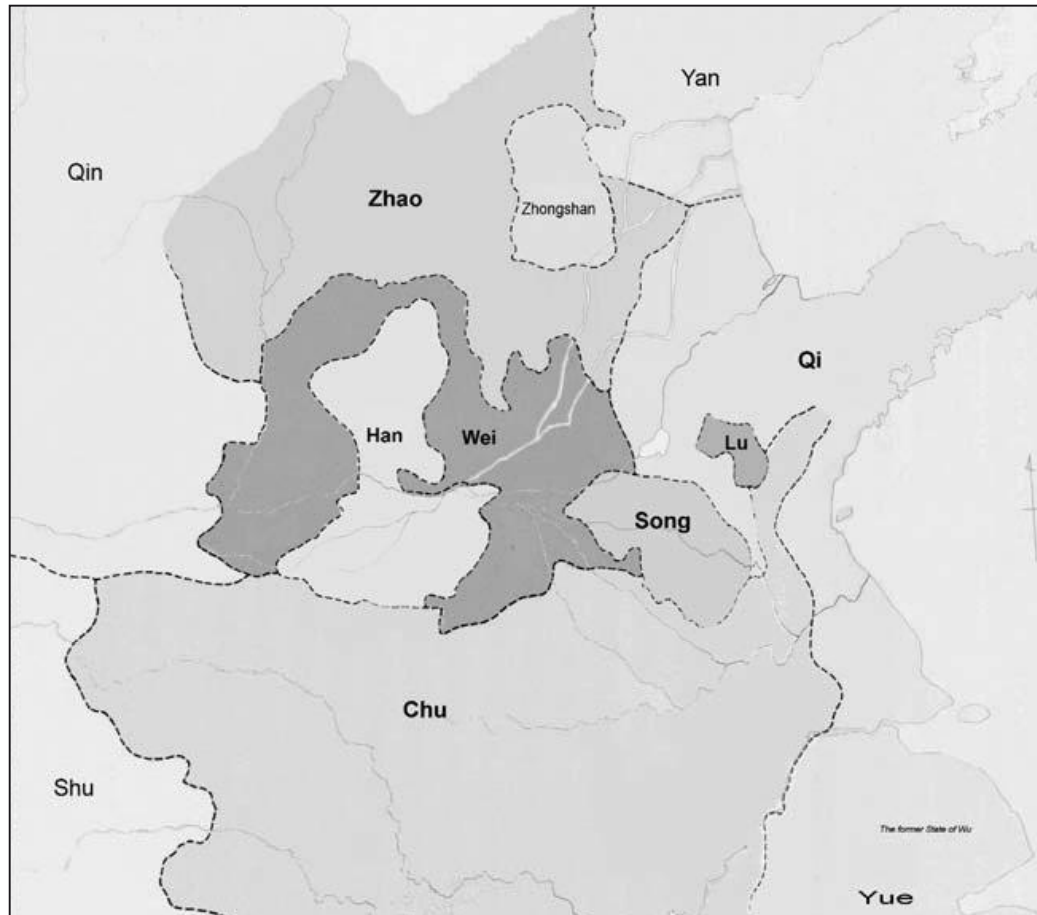 Yan
Qin
Zhao
Zhongshan
Qi
Han
Wei
Lu
Song
Chu
Shu
The former State of Wu
Yue